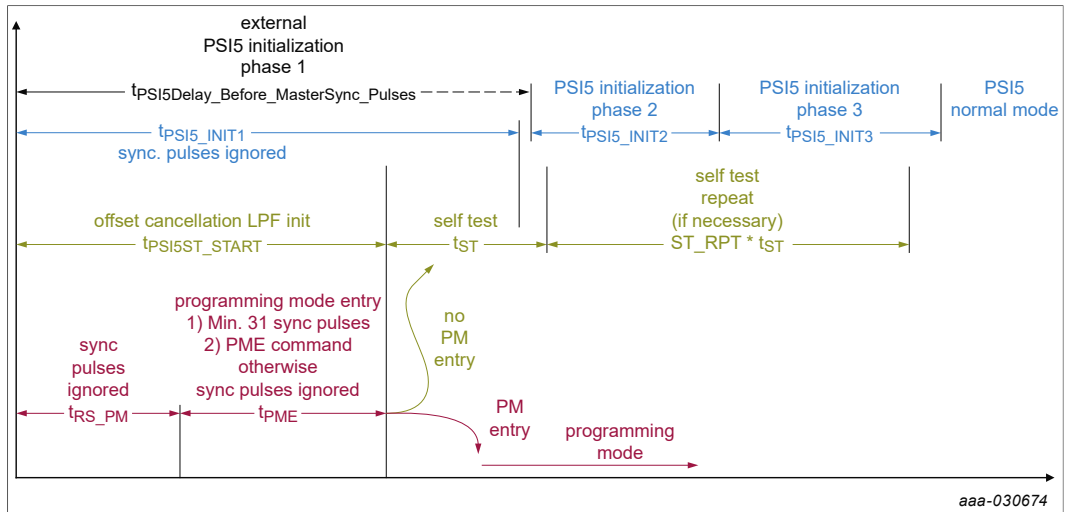 external
PSI5 initialization
phase 1
tPSI5Delay_Before_MasterSync_Pulses
PSI5 initialization
phase 2
tPSI5_INIT2
PSI5 initialization
phase 3
tPSI5_INIT3
PSI5
normal mode
tPSI5_INIT1
sync. pulses ignored
offset cancellation LPF init
tPSI5ST_START
self test
tST
self test
repeat
(if necessary)
ST_RPT * tST
sync
pulses
ignored
tRS_PM
programming mode entry
1) Min. 31 sync pulses
2) PME command
otherwise
sync pulses ignored
tPME
no
PM
entry
PM
entry
programming
mode
aaa-030674